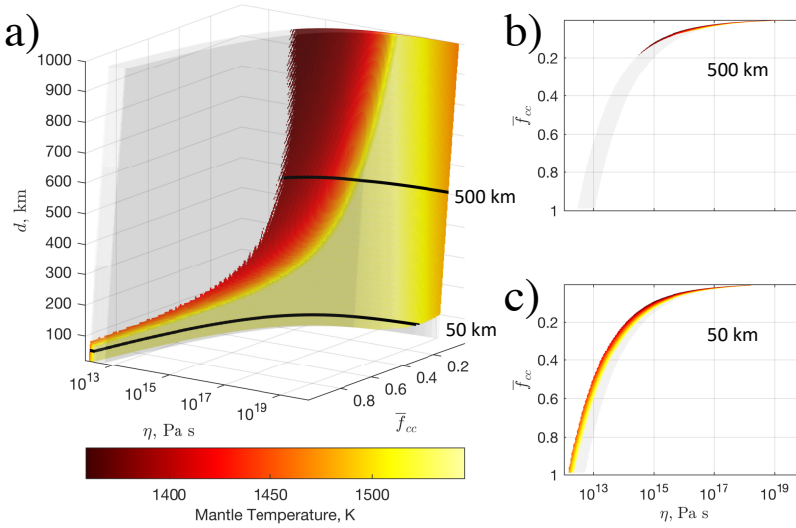 a)
1000
900
800
700
600
500
400
300
200
100
d, km
500 km
50 km
10^13
10^15
10^17
10^19
η, Pa s
0.8
0.6
0.4
0.2
f̅_cc
1400
1450
1500
Mantle Temperature, K
b)
0.2
0.4
0.6
0.8
1
f̅_cc
500 km
c)
0.2
0.4
0.6
0.8
1
f̅_cc
50 km
10^13
10^15
10^17
10^19
η, Pa s